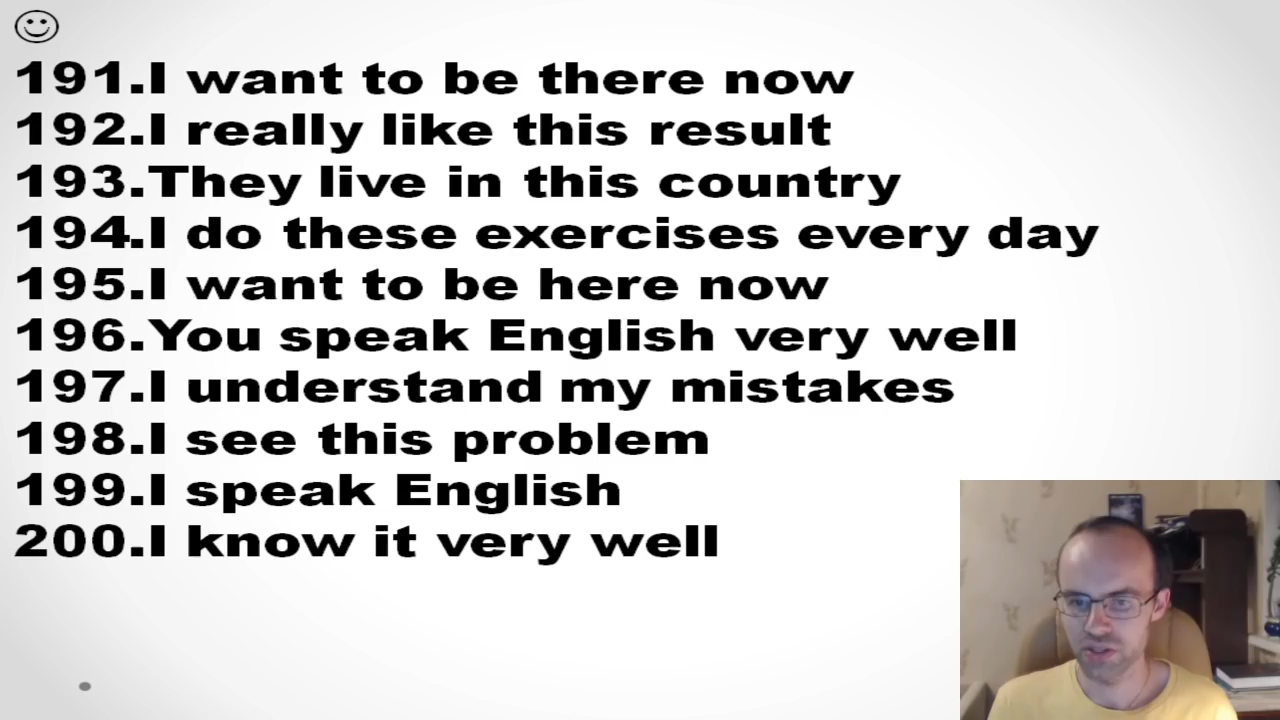 191.I want to be there now
192.I really like this result
193.They live in this country
194.I do these exercises every day
195.I want to be here now
196.You speak English very well
197.I understand my mistakes
198.I see this problem
199.I speak English
200.I know it very well